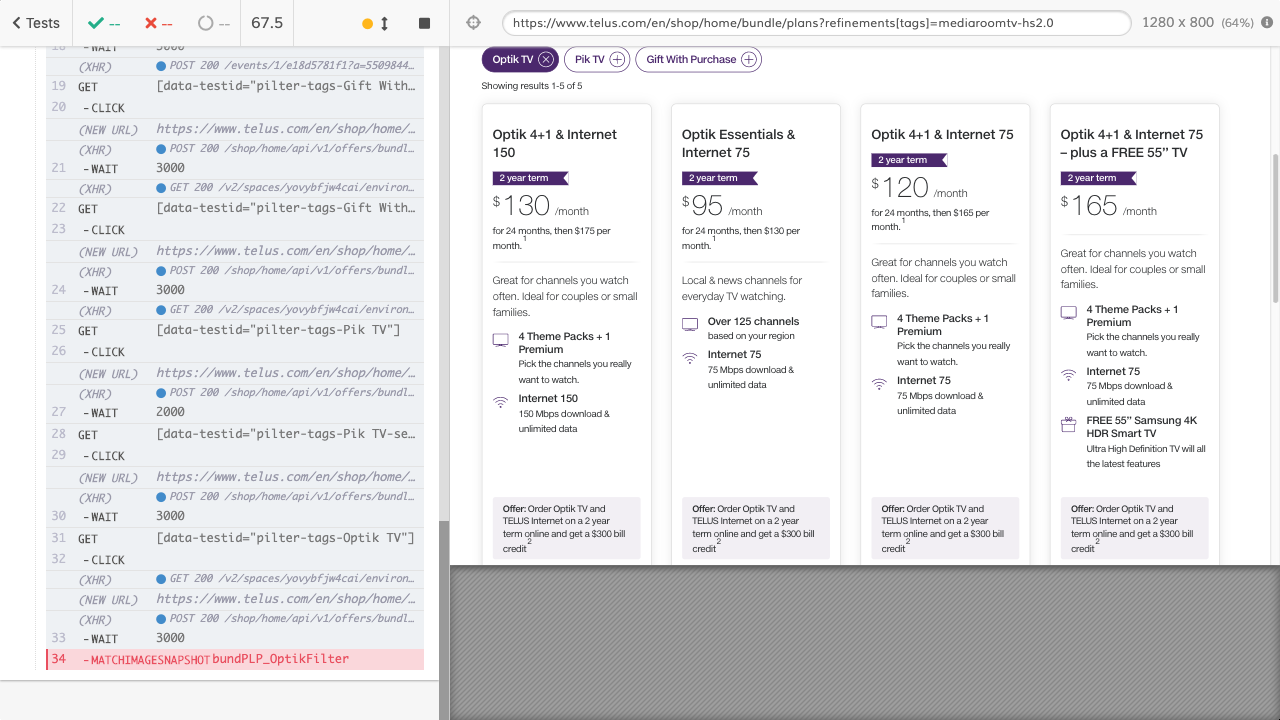 Tests
--
--
--
67.5
https://www.telus.com/en/shop/home/bundle/plans?refinements[tags]=mediaroomtv-hs2.0
1280 x 800 (64%)
- WAIT 3000
(XHR) POST 200 /events/1/e18d5781f1?a=5509844…
19 GET [data-testid="pilter-tags-Gift With…
20 - CLICK
(NEW URL) https://www.telus.com/en/shop/home/…
(XHR) POST 200 /shop/home/api/v1/offers/bundl…
21 - WAIT 3000
(XHR) GET 200 /v2/spaces/yovybfjw4cai/environ…
22 GET [data-testid="pilter-tags-Gift With…
23 - CLICK
(NEW URL) https://www.telus.com/en/shop/home/…
(XHR) POST 200 /shop/home/api/v1/offers/bundl…
24 - WAIT 3000
(XHR) GET 200 /v2/spaces/yovybfjw4cai/environ…
25 GET [data-testid="pilter-tags-Pik TV"]
26 - CLICK
(NEW URL) https://www.telus.com/en/shop/home/…
(XHR) POST 200 /shop/home/api/v1/offers/bundl…
27 - WAIT 2000
28 GET [data-testid="pilter-tags-Pik TV-se…
29 - CLICK
(NEW URL) https://www.telus.com/en/shop/home/…
(XHR) POST 200 /shop/home/api/v1/offers/bundl…
30 - WAIT 3000
31 GET [data-testid="pilter-tags-Optik TV"]
32 - CLICK
(XHR) GET 200 /v2/spaces/yovybfjw4cai/environ…
(NEW URL) https://www.telus.com/en/shop/home/…
(XHR) POST 200 /shop/home/api/v1/offers/bundl…
33 - WAIT 3000
34 - MATCHIMAGESNAPSHOT bundPLP_OptikFilter
Optik TV
Pik TV
Gift With Purchase
Showing results 1-5 of 5
Optik 4+1 & Internet
150
2 year term
$130 /month
for 24 months, then $175 per
month.1
Great for channels you watch
often. Ideal for couples or small
families.
4 Theme Packs + 1
Premium
Pick the channels you really
want to watch.
Internet 150
150 Mbps download &
unlimited data
Offer: Order Optik TV and
TELUS Internet on a 2 year
term online and get a $300 bill
credit2
Optik Essentials &
Internet 75
2 year term
$95 /month
for 24 months, then $130 per
month.1
Local & news channels for
everyday TV watching.
Over 125 channels
based on your region
Internet 75
75 Mbps download &
unlimited data
Offer: Order Optik TV and
TELUS Internet on a 2 year
term online and get a $300 bill
credit2
Optik 4+1 & Internet 75
2 year term
$120 /month
for 24 months, then $165 per
month.1
Great for channels you watch
often. Ideal for couples or small
families.
4 Theme Packs + 1
Premium
Pick the channels you really
want to watch.
Internet 75
75 Mbps download &
unlimited data
Offer: Order Optik TV and
TELUS Internet on a 2 year
term online and get a $300 bill
credit2
Optik 4+1 & Internet 75
– plus a FREE 55’’ TV
2 year term
$165 /month
Great for channels you watch
often. Ideal for couples or small
families.
4 Theme Packs + 1
Premium
Pick the channels you really
want to watch.
Internet 75
75 Mbps download &
unlimited data
FREE 55’’ Samsung 4K
HDR Smart TV
Ultra High Definition TV will all
the latest features
Offer: Order Optik TV and
TELUS Internet on a 2 year
term online and get a $300 bill
credit2